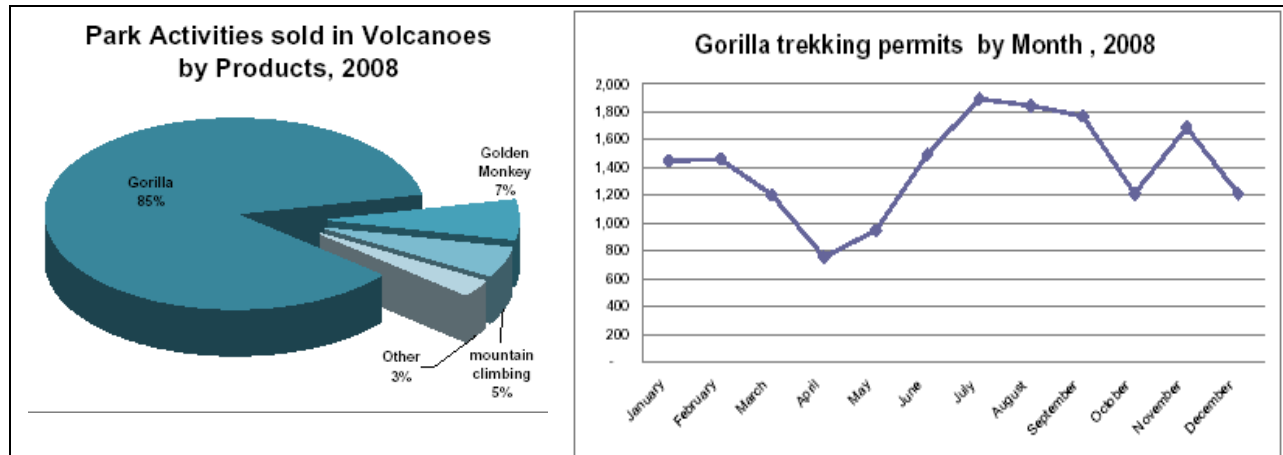 Park Activities sold in Volcanoes
by Products, 2008
Gorilla
85%
Golden
Monkey
7%
Other
3%
mountain
climbing
5%
Gorilla trekking permits by Month , 2008
2,000
1,800
1,600
1,400
1,200
1,000
800
600
400
200
-
January
February
March
April
May
June
July
August
September
October
November
December